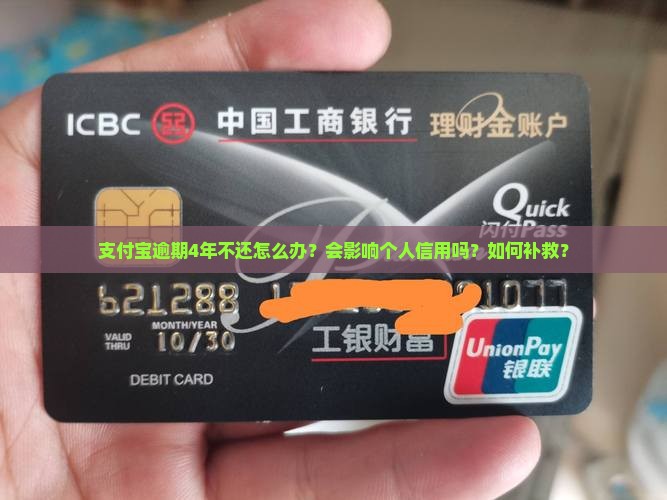 ICBC 中国工商银行 理财金账户
Quick
闪付Pass
支付宝逾期4年不还怎么办？会影响个人信用吗？如何补救？
621288 01077
MONTH/YEAR
VALID THRU 10/30
工银财富
DEBIT CARD
UnionPay
银联